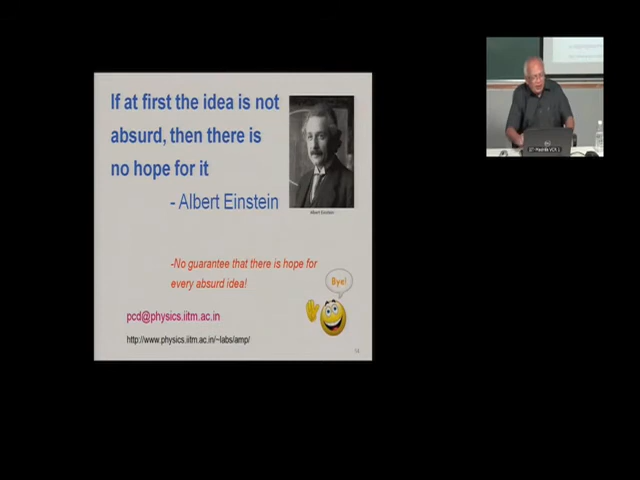 If at first the idea is not
absurd, then there is
no hope for it
- Albert Einstein
Albert Einstein
-No guarantee that there is hope for
every absurd idea!
Bye!
pcd@physics.iitm.ac.in
http://www.physics.iitm.ac.in/~labs/amp/